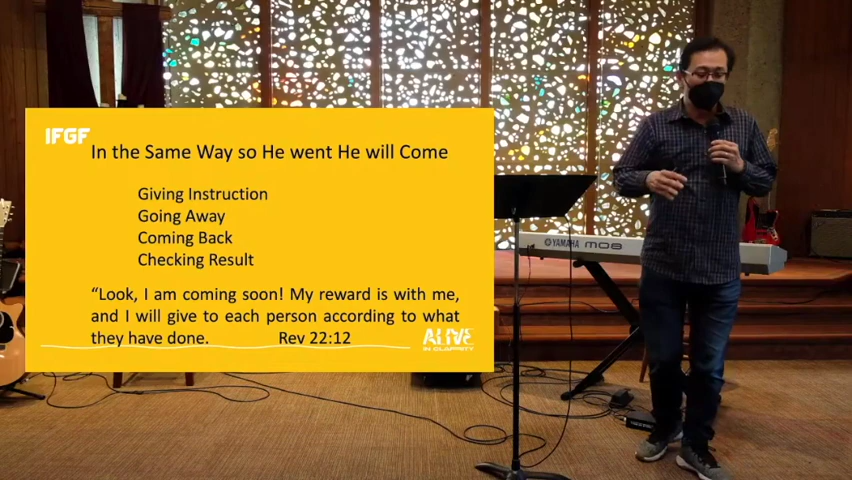 IFGF
In the Same Way so He went He will Come
Giving Instruction
Going Away
Coming Back
Checking Result
“Look, I am coming soon! My reward is with me,
and I will give to each person according to what
they have done. Rev 22:12
ALIVE
IN CLAPPSITY
YAMAHA MO8